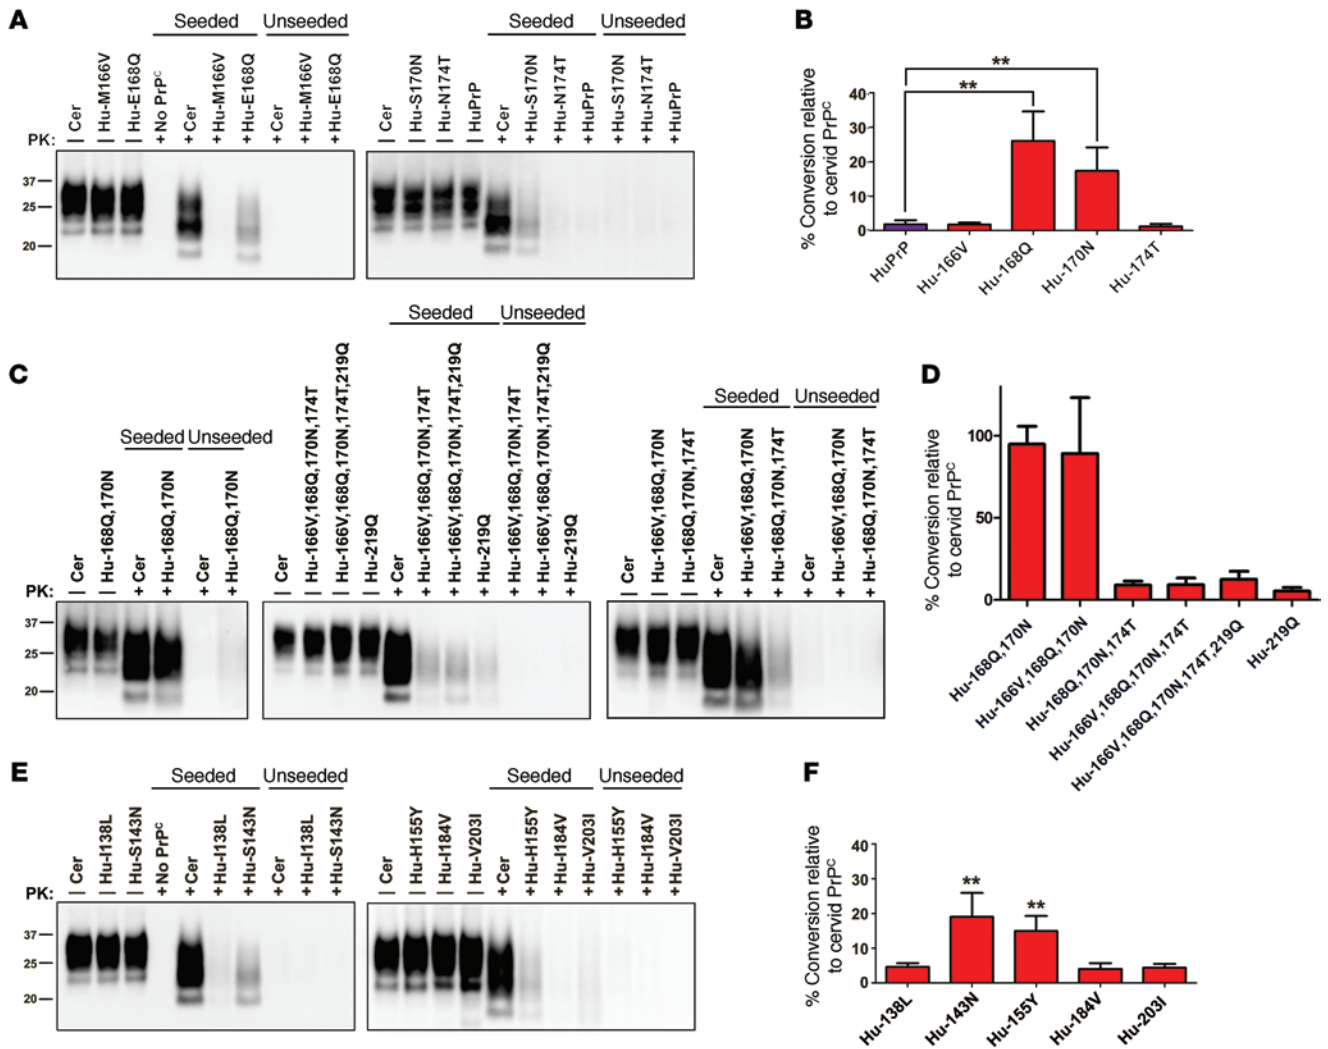 A
Seeded
Unseeded
Cer
Hu-M166V
Hu-E168Q
No PrPC
Cer
Hu-M166V
Hu-E168Q
Cer
Hu-M166V
Hu-E168Q
PK: — — — + + + + + + +
37
25
20
Seeded
Unseeded
Cer
Hu-S170N
Hu-N174T
HuPrP
Cer
Hu-S170N
Hu-N174T
HuPrP
Hu-S170N
Hu-N174T
HuPrP
— — — — + + + + + + +
B
**
**
% Conversion relative
to cervid PrPC
40
30
20
10
0
HuPrP
Hu-166V
Hu-168Q
Hu-170N
Hu-174T
C
Seeded
Unseeded
Cer
Hu-168Q,170N
Cer
Hu-168Q,170N
Cer
Hu-168Q,170N
PK: — — + + + +
37
25
20
Seeded
Unseeded
Cer
Hu-166V,168Q,170N,174T
Hu-166V,168Q,170N,174T,219Q
Hu-219Q
Cer
Hu-166V,168Q,170N,174T
Hu-166V,168Q,170N,174T,219Q
Hu-219Q
Hu-166V,168Q,170N,174T
Hu-166V,168Q,170N,174T,219Q
Hu-219Q
— — — — + + + + + + +
Seeded
Unseeded
Cer
Hu-166V,168Q,170N
Hu-168Q,170N,174T
Cer
Hu-166V,168Q,170N
Hu-168Q,170N,174T
Cer
Hu-166V,168Q,170N
Hu-168Q,170N,174T
— — — + + + + + +
D
% Conversion relative
to cervid PrPC
100
50
0
Hu-168Q,170N
Hu-166V,168Q,170N
Hu-168Q,170N,174T
Hu-166V,168Q,170N,174T
Hu-166V,168Q,170N,174T,219Q
Hu-219Q
E
Seeded
Unseeded
Cer
Hu-I138L
Hu-S143N
No PrPC
Cer
Hu-I138L
Hu-S143N
Cer
Hu-I138L
Hu-S143N
PK: — — — + + + + + + +
37
25
20
Seeded
Unseeded
Cer
Hu-H155Y
Hu-I184V
Hu-V203I
Cer
Hu-H155Y
Hu-I184V
Hu-V203I
Hu-H155Y
Hu-I184V
Hu-V203I
— — — — + + + + + + +
F
% Conversion relative
to cervid PrPC
40
30
20
10
0
**
**
Hu-138L
Hu-143N
Hu-155Y
Hu-184V
Hu-203I